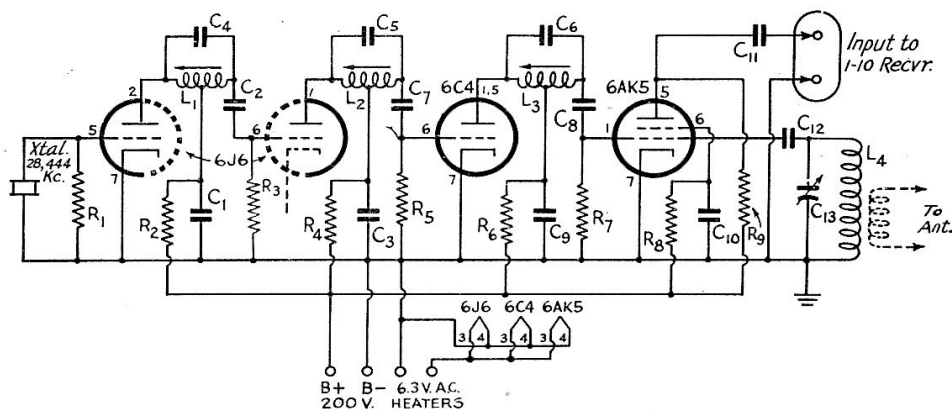 C4
C5
C6
C11
Input to
1-10 Recvr.
2
L1
C2
1
L2
C7
6C4
1,5
L3
C8
6AK5
5
6
C12
L4
Xtal.
28,444
Kc.
5
7
6J6
6
6
1
7
7
R1
R2
C1
R3
R4
C3
R5
R6
C9
R7
R8
C10
R9
C13
To
Ant.
6J6 6C4 6AK5
3 4 3 4 3 4
B+ B- 6.3 V. A.C.
200 V. HEATERS